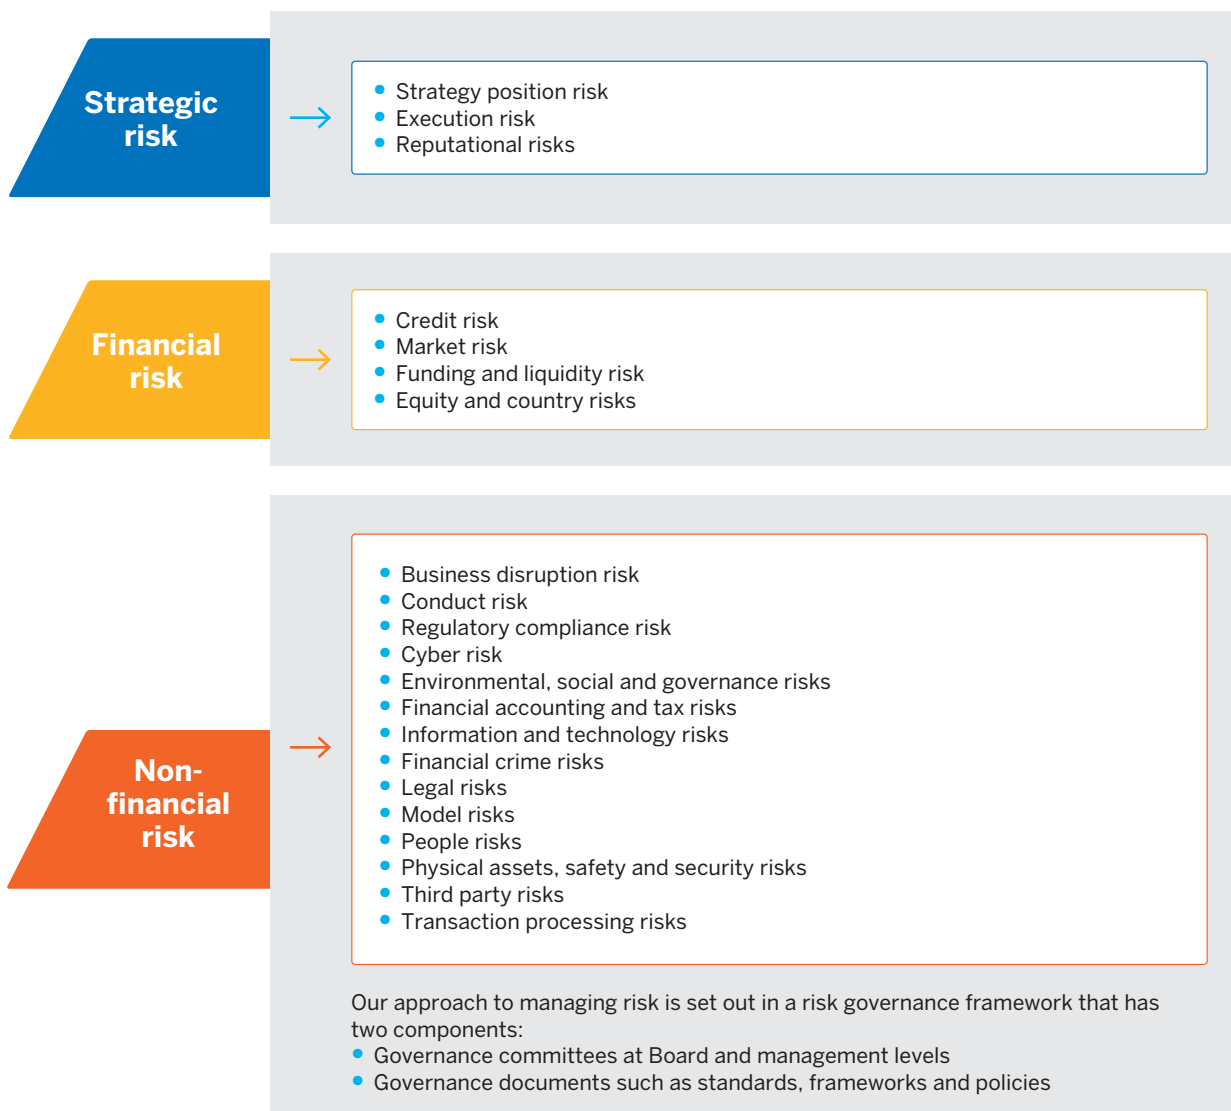 Strategic
risk
• Strategy position risk
• Execution risk
• Reputational risks
Financial
risk
• Credit risk
• Market risk
• Funding and liquidity risk
• Equity and country risks
Non-
financial
risk
• Business disruption risk
• Conduct risk
• Regulatory compliance risk
• Cyber risk
• Environmental, social and governance risks
• Financial accounting and tax risks
• Information and technology risks
• Financial crime risks
• Legal risks
• Model risks
• People risks
• Physical assets, safety and security risks
• Third party risks
• Transaction processing risks
Our approach to managing risk is set out in a risk governance framework that has
two components:
• Governance committees at Board and management levels
• Governance documents such as standards, frameworks and policies